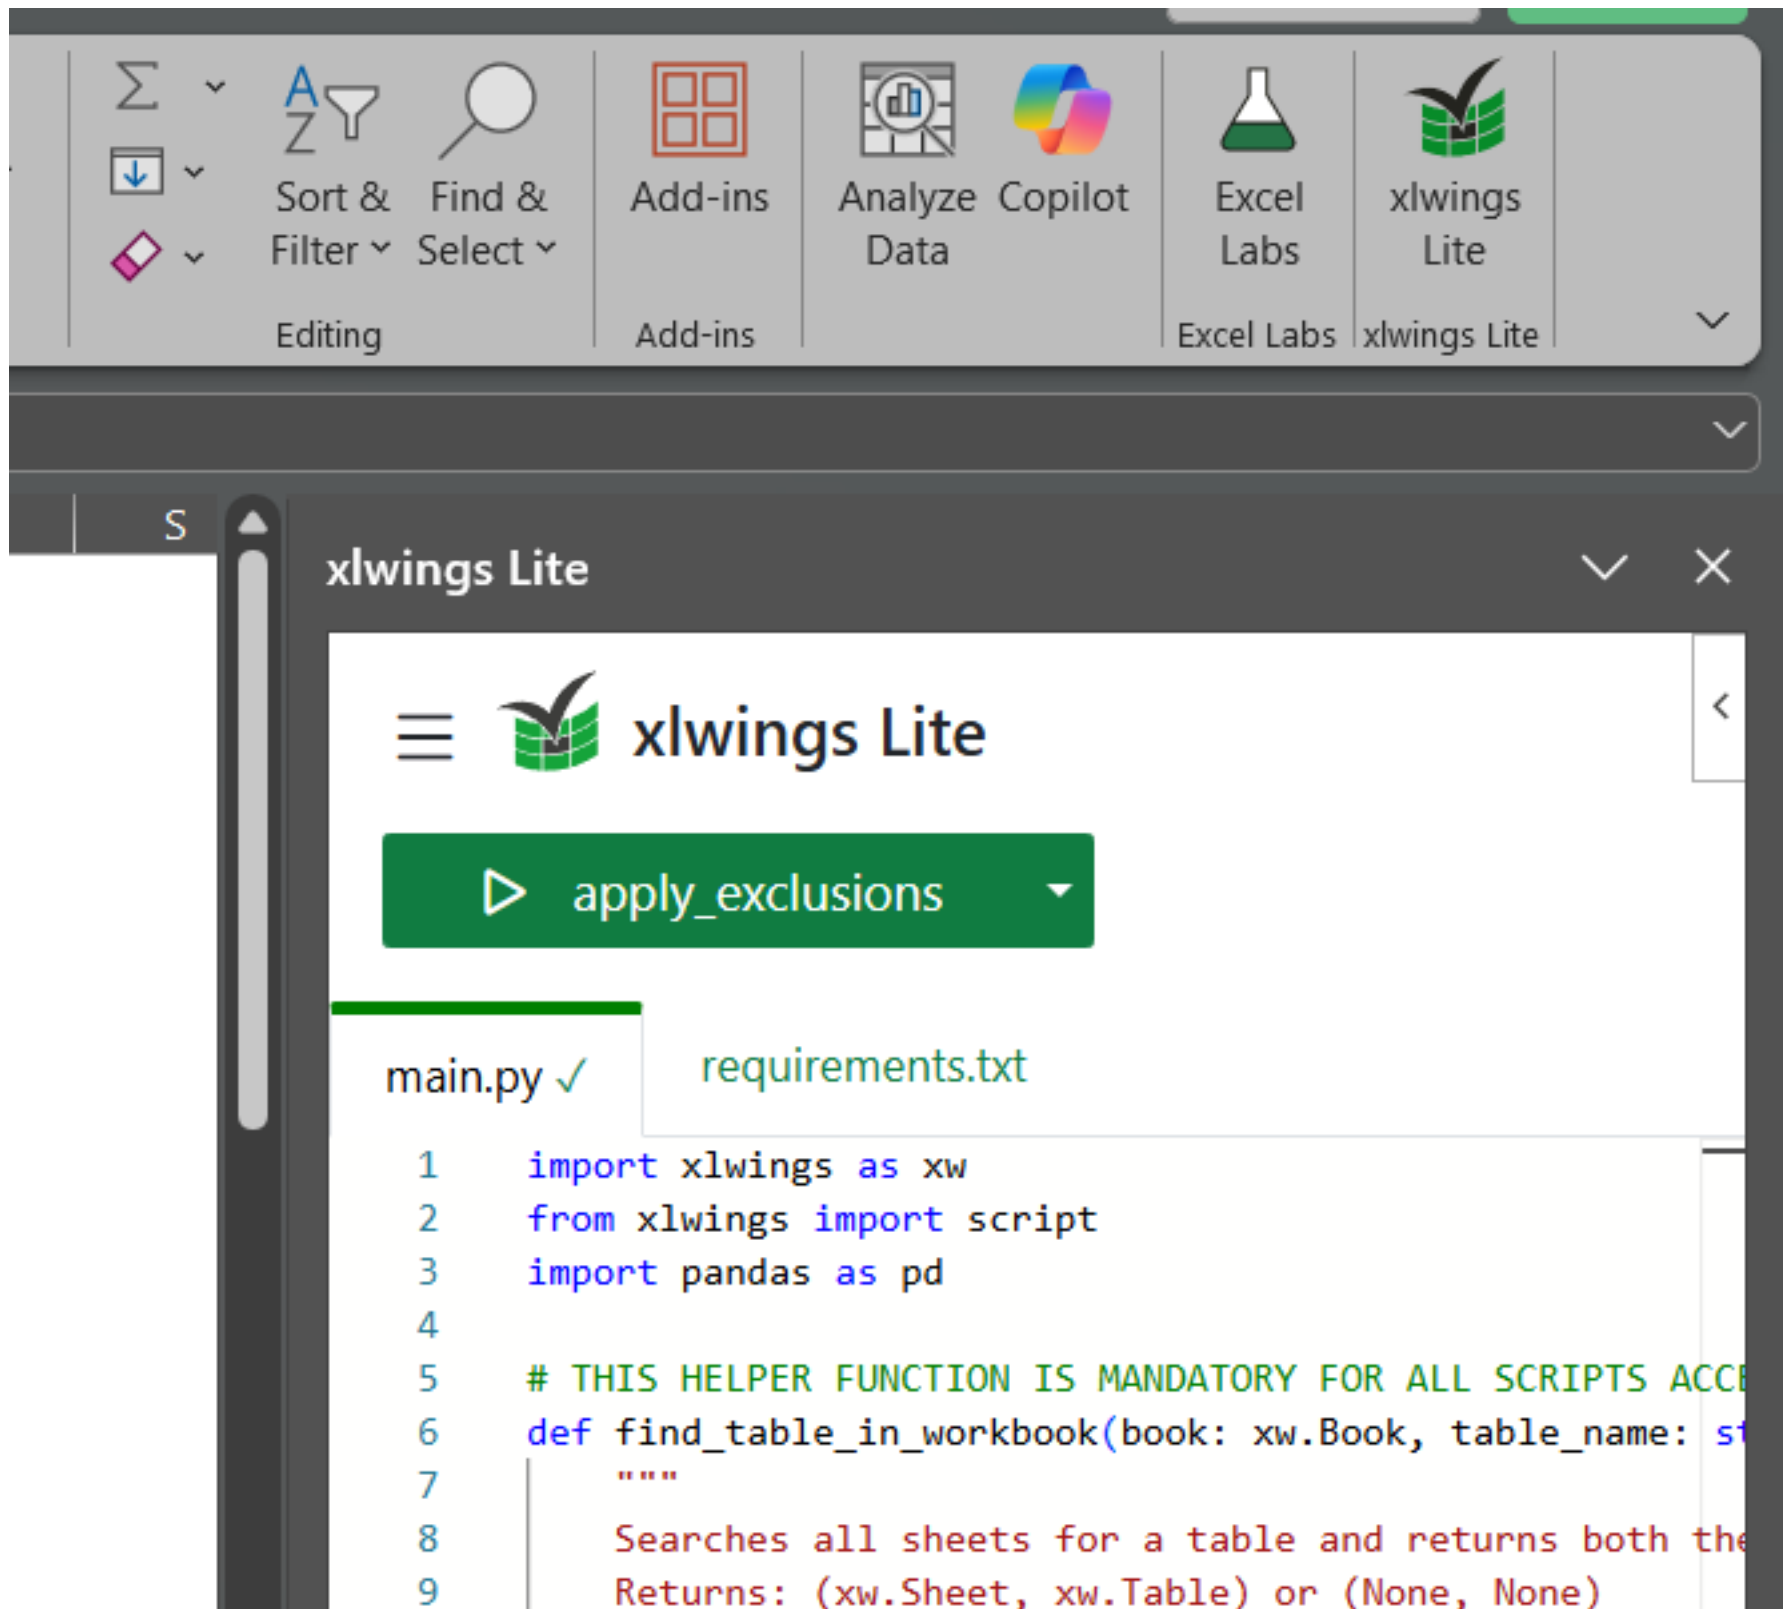 Sort & Filter
Find & Select
Add-ins
Analyze Data
Copilot
Excel Labs
xlwings Lite
Editing
Add-ins
Excel Labs
xlwings Lite
S
xlwings Lite
xlwings Lite
apply_exclusions
main.py ✓
requirements.txt
1 import xlwings as xw
2 from xlwings import script
3 import pandas as pd
4
5 # THIS HELPER FUNCTION IS MANDATORY FOR ALL SCRIPTS ACCE
6 def find_table_in_workbook(book: xw.Book, table_name: st
7 """
8 Searches all sheets for a table and returns both the
9 Returns: (xw.Sheet, xw.Table) or (None, None)